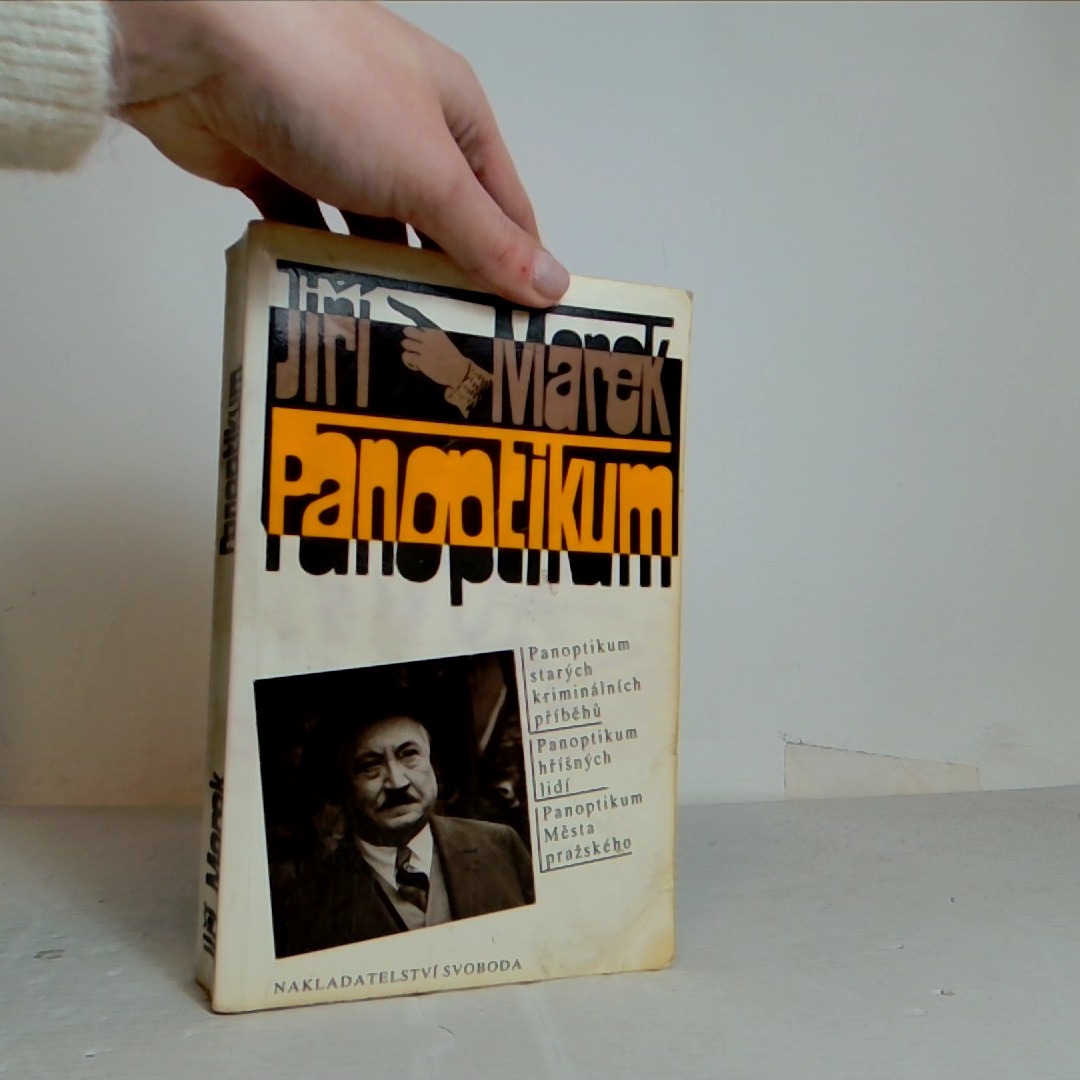 Jiří Marek
Panoptikum
Panoptikum
starých
kriminálních
příběhů
Panoptikum
hříšných
lidí
Panoptikum
Města
pražského
NAKLADATELSTVÍ SVOBODA
Jiří Marek
Panoptikum